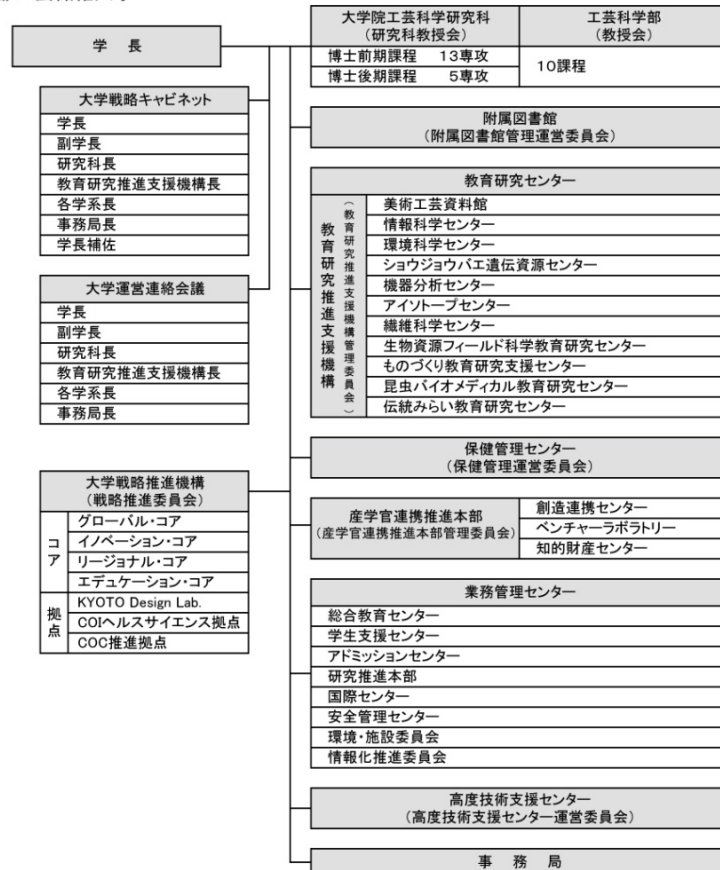 学 長
大学戦略キャビネット
学長
副学長
研究科長
教育研究推進支援機構長
各学系長
事務局長
学長補佐
大学運営連絡会議
学長
副学長
研究科長
教育研究推進支援機構長
各学系長
事務局長
大学戦略推進機構
（戦略推進委員会）
コア
グローバル・コア
イノベーション・コア
リージョナル・コア
エデュケーション・コア
拠点
KYOTO Design Lab.
COIヘルスサイエンス拠点
COC推進拠点
大学院工芸科学研究科
（研究科教授会）
博士前期課程 13専攻
博士後期課程 5専攻
工芸科学部
（教授会）
10課程
附属図書館
（附属図書館管理運営委員会）
教育研究センター
教育研究推進支援機構
（教育研究推進支援機構管理委員会）
美術工芸資料館
情報科学センター
環境科学センター
ショウジョウバエ遺伝資源センター
機器分析センター
アイソトープセンター
繊維科学センター
生物資源フィールド科学教育研究センター
ものづくり教育研究支援センター
昆虫バイオメディカル教育研究センター
伝統みらい教育研究センター
保健管理センター
（保健管理運営委員会）
産学官連携推進本部
（産学官連携推進本部管理委員会）
創造連携センター
ベンチャーラボラトリー
知的財産センター
業務管理センター
総合教育センター
学生支援センター
アドミッションセンター
研究推進本部
国際センター
安全管理センター
環境・施設委員会
情報化推進委員会
高度技術支援センター
（高度技術支援センター運営委員会）
事 務 局